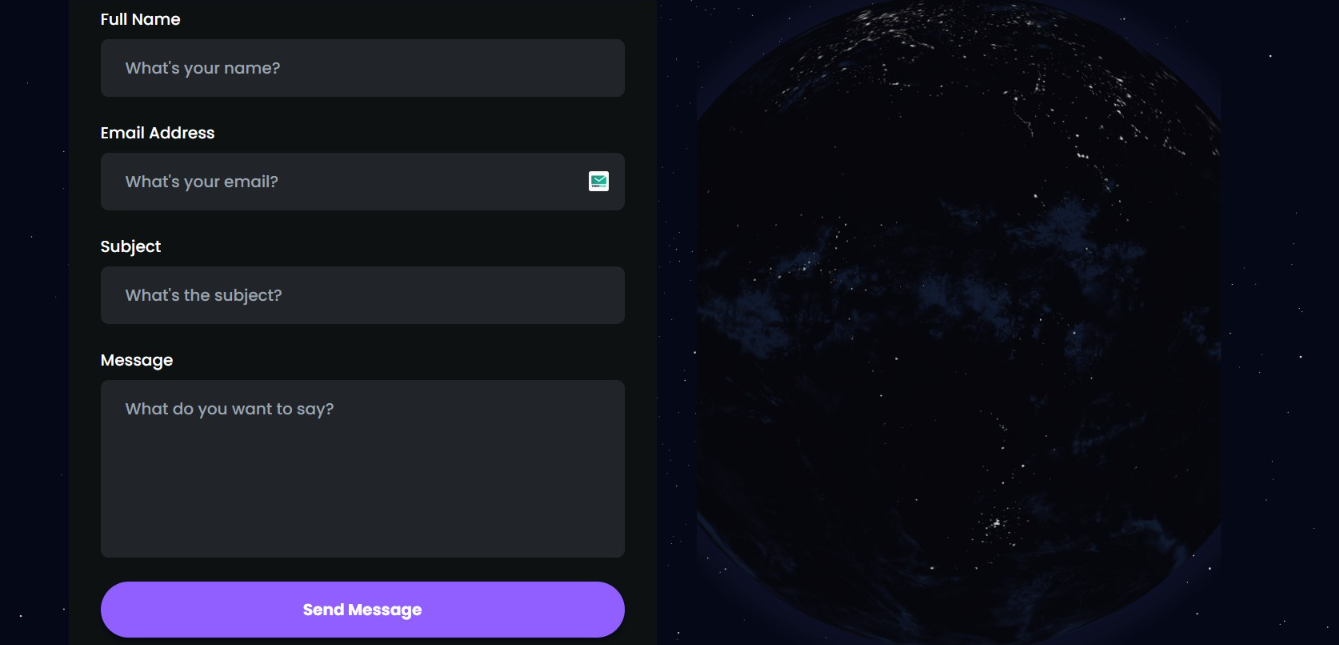 Full Name
What's your name?
Email Address
What's your email?
Subject
What's the subject?
Message
What do you want to say?
Send Message